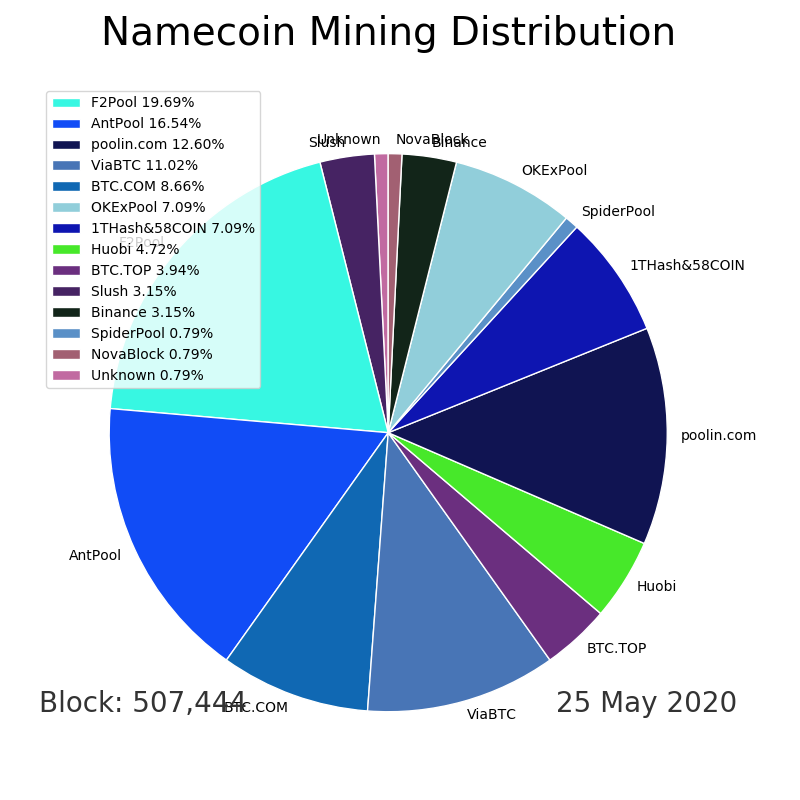 Namecoin Mining Distribution
F2Pool 19.69%
AntPool 16.54%
poolin.com 12.60%
ViaBTC 11.02%
BTC.COM 8.66%
OKExPool 7.09%
1THash&58COIN 7.09%
Huobi 4.72%
BTC.TOP 3.94%
Slush 3.15%
Binance 3.15%
SpiderPool 0.79%
NovaBlock 0.79%
Unknown 0.79%
Slush
Unknown
NovaBlock
Binance
OKExPool
SpiderPool
F2Pool
1THash&58COIN
poolin.com
AntPool
Huobi
BTC.TOP
BTC.COM
ViaBTC
Block: 507,444
25 May 2020